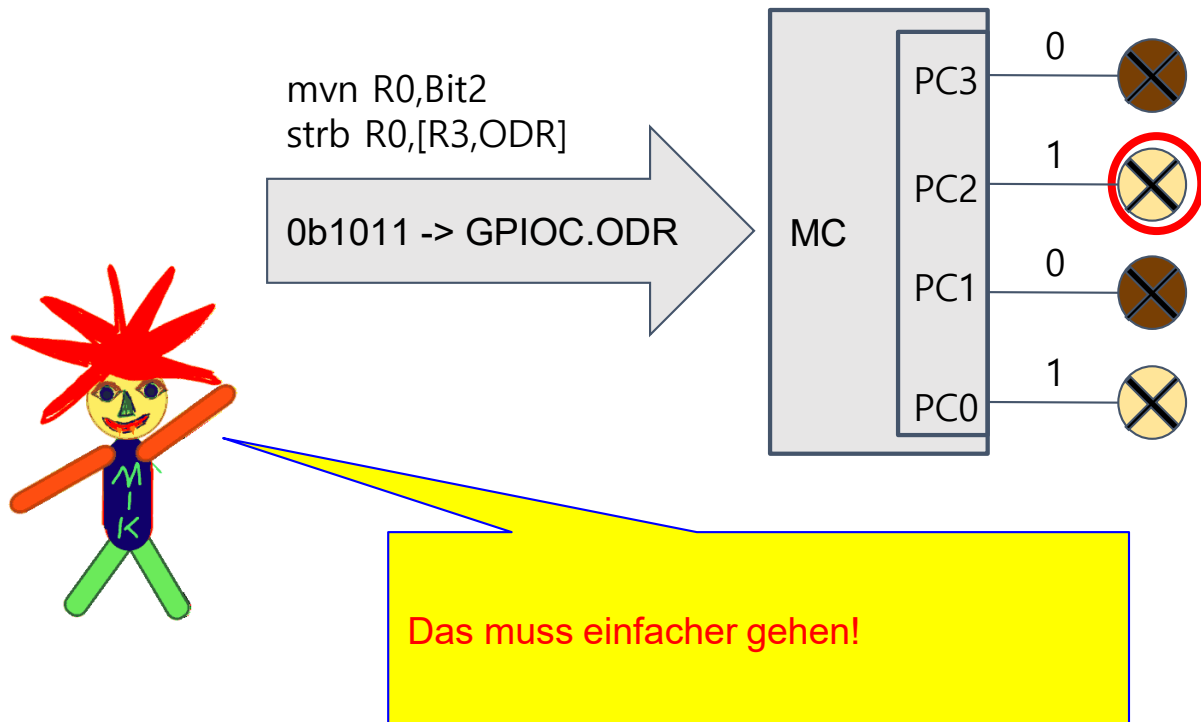 mvn R0,Bit2
strb R0,[R3,ODR]
0b1011 -> GPIOC.ODR
MC
PC3
0
PC2
1
PC1
0
PC0
1
MIK
Das muss einfacher gehen!